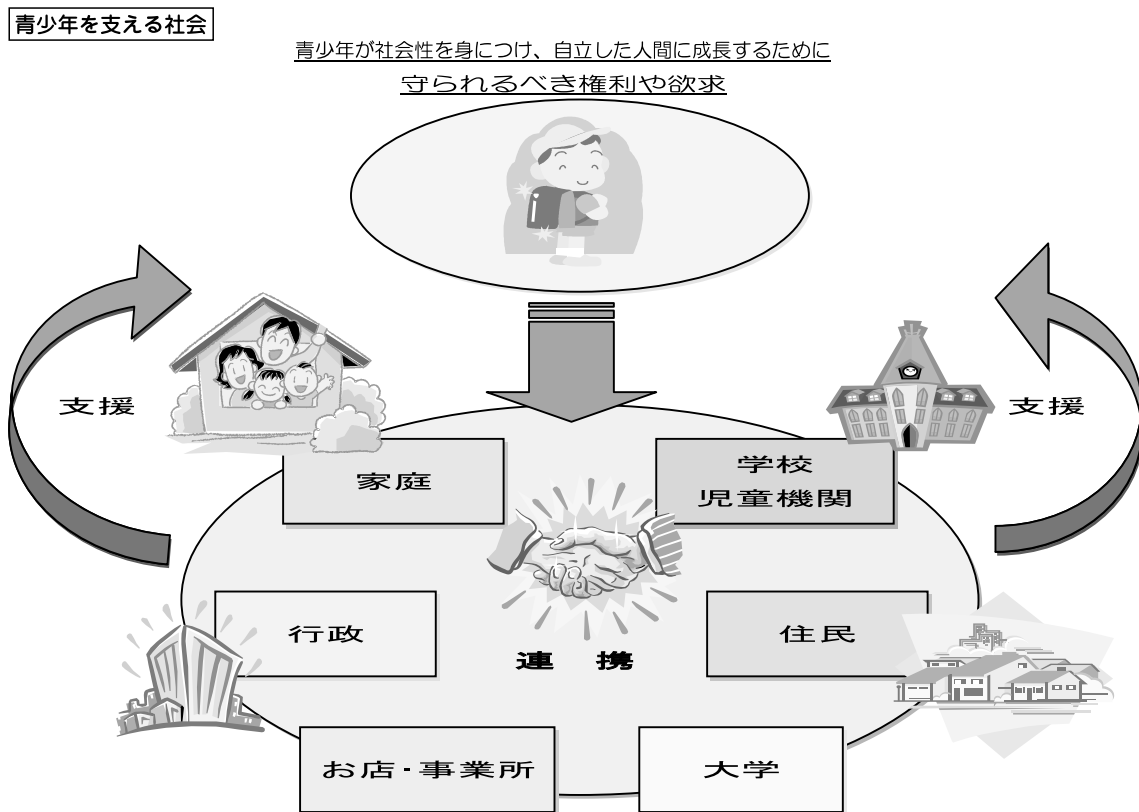 青少年を支える社会
青少年が社会性を身につけ、自立した人間に成長するために
守られるべき権利や欲求
支援
支援
家庭
学校
児童機関
行政
住民
連 携
お店・事業所
大学